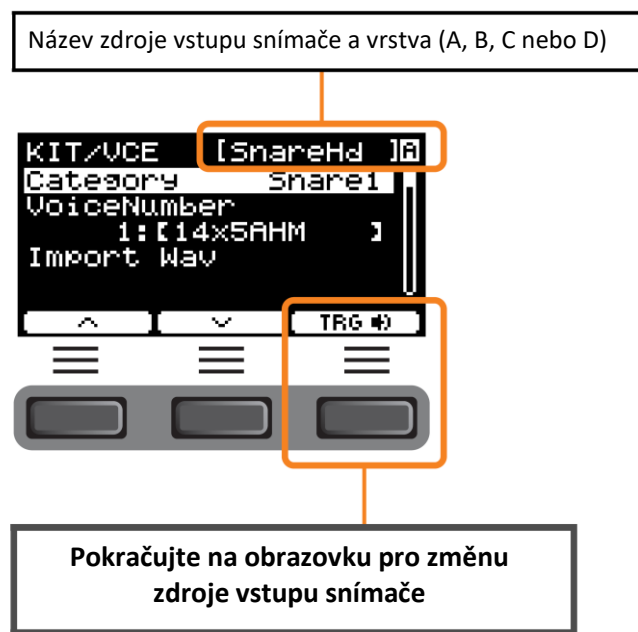 Název zdroje vstupu snímače a vrstva (A, B, C nebo D)
KIT/VCE [SnareHd ]A
Category Snare1
VoiceNumber
1:[14x5AHM ]
Import Wav
TRG
Pokračujte na obrazovku pro změnu
zdroje vstupu snímače